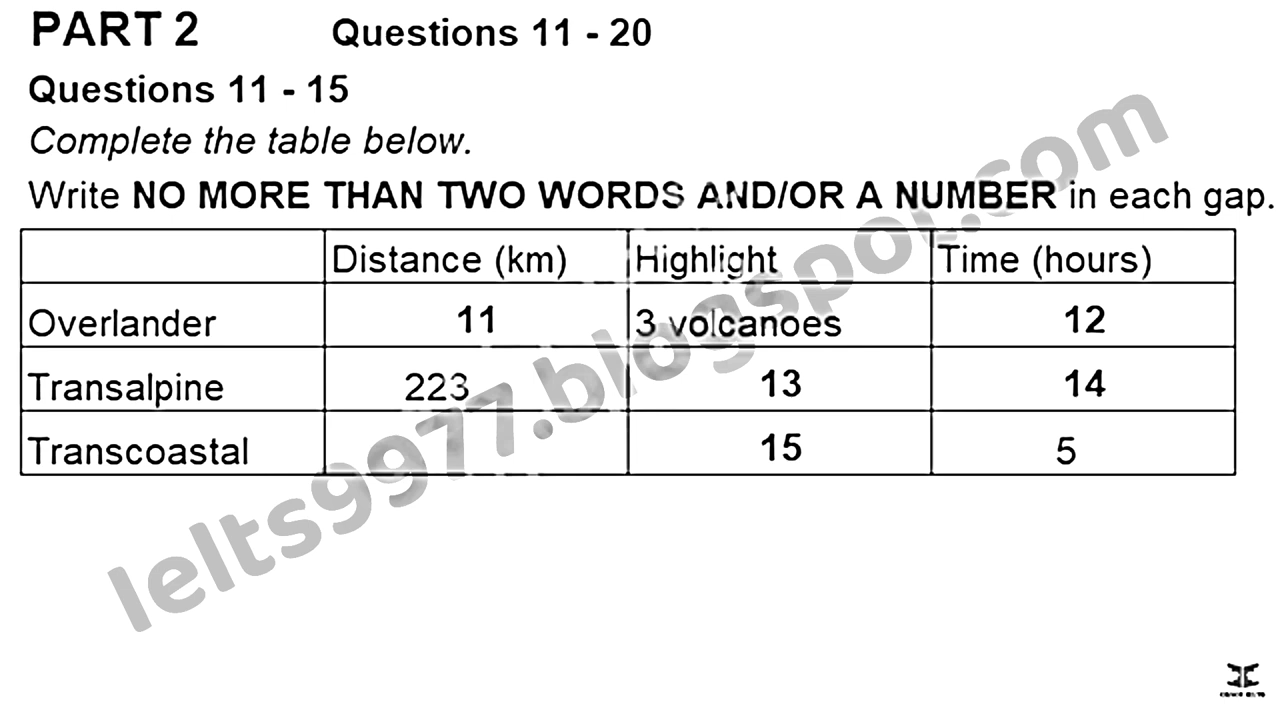 PART 2 Questions 11 - 20
Questions 11 - 15
Complete the table below.
Write NO MORE THAN TWO WORDS AND/OR A NUMBER in each gap.
Distance (km) Highlight Time (hours)
Overlander 11 3 volcanoes 12
Transalpine 223 13 14
Transcoastal 15 5
Ielts9977.blogspot.com